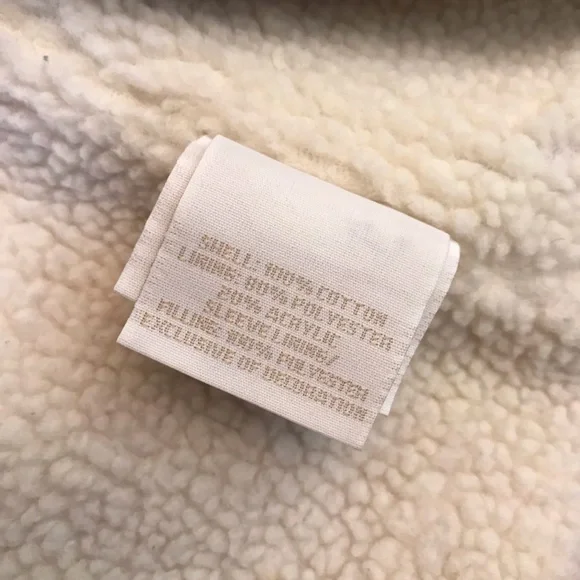 SHELL: 100% COTTON
LINING: 80% POLYESTER
20% ACRYLIC
SLEEVE LINING/
FILLING: 100% POLYESTER
EXCLUSIVE OF DECORATION